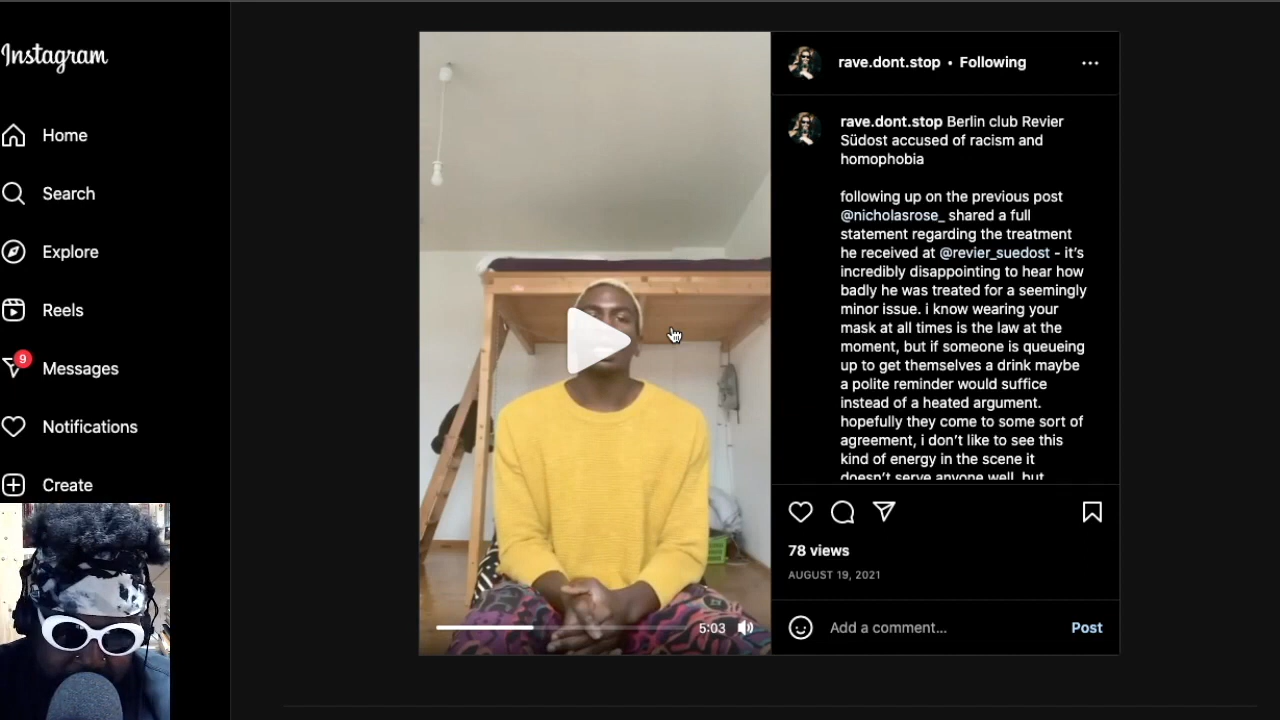 Instagram
Home
Search
Explore
Reels
9
Messages
Notifications
Create
rave.dont.stop • Following
rave.dont.stop Berlin club Revier
Südost accused of racism and
homophobia
following up on the previous post
@nicholasrose_ shared a full
statement regarding the treatment
he received at @revier_suedost - it's
incredibly disappointing to hear how
badly he was treated for a seemingly
minor issue. i know wearing your
mask at all times is the law at the
moment, but if someone is queueing
up to get themselves a drink maybe
a polite reminder would suffice
instead of a heated argument.
hopefully they come to some sort of
agreement, i don't like to see this
kind of energy in the scene it
doesn't serve anyone well, but
5:03
78 views
AUGUST 19, 2021
Add a comment...
Post